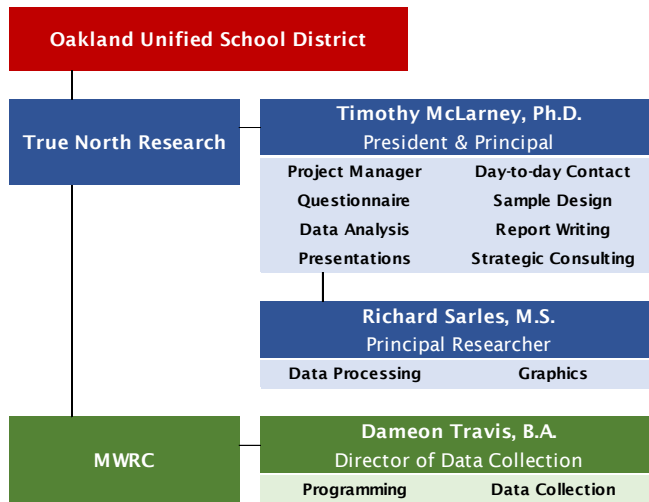 Oakland Unified School District
True North Research
Timothy McLarney, Ph.D.
President & Principal
Project Manager Day-to-day Contact
Questionnaire Sample Design
Data Analysis Report Writing
Presentations Strategic Consulting
Richard Sarles, M.S.
Principal Researcher
Data Processing Graphics
MWRC
Dameon Travis, B.A.
Director of Data Collection
Programming Data Collection